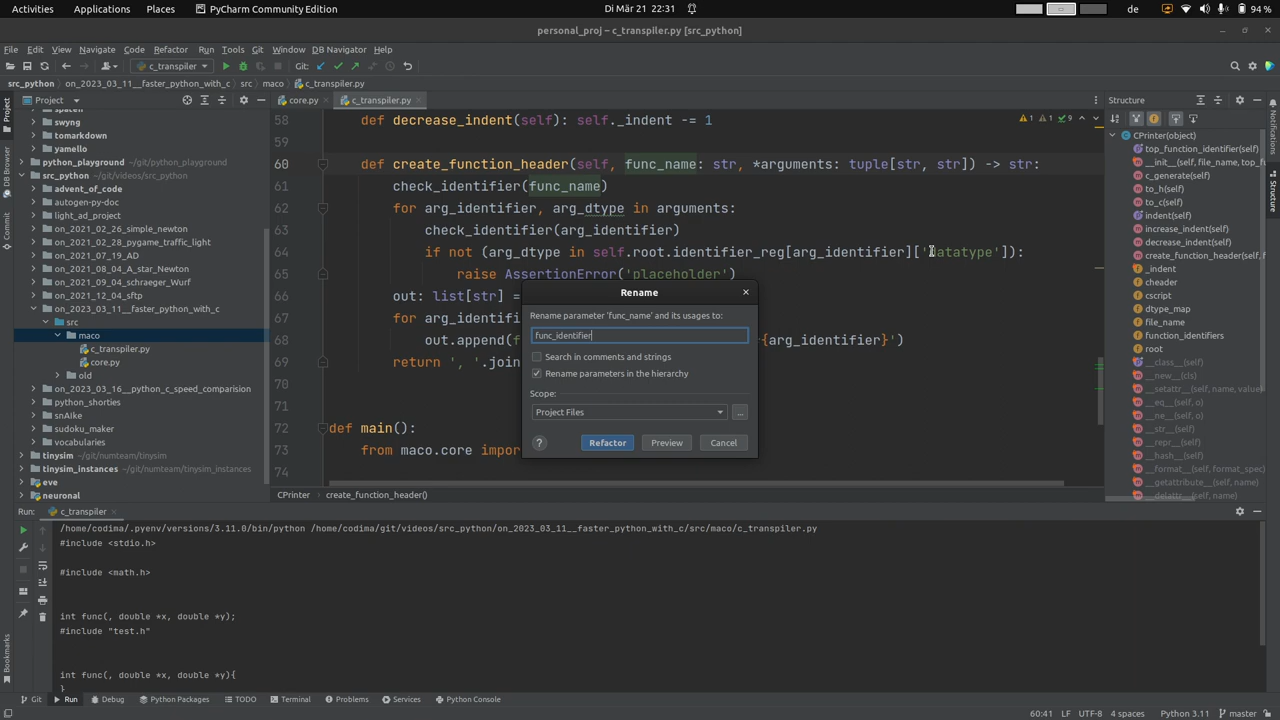 Activities Applications Places PyCharm Community Edition Di Mär 21 22:31 de 94 %
personal_proj – c_transpiler.py [src_python]
File Edit View Navigate Code Refactor Run Tools Git Window DB Navigator Help
c_transpiler Git:
src_python on_2023_03_11__faster_python_with_c src maco c_transpiler.py
Project
core.py c_transpiler.py
Structure
swyng
tomarkdown
yamello
python_playground ~/git/python_playground
src_python ~/git/videos/src_python
advent_of_code
autogen-py-doc
light_ad_project
on_2021_02_26_simple_newton
on_2022_02_28_pygame_traffic_light
on_2021_07_19_AD
on_2021_08_04_A_star_Newton
on_2021_09_04_schraeger_Wurf
on_2021_12_04_sftp
on_2023_03_11__faster_python_with_c
src
maco
c_transpiler.py
core.py
old
on_2023_03_16__python_c_speed_comparision
python_shorties
snAIke
sudoku_maker
vocabularies
tinysim ~/git/numteam/tinysim
tinysim_instances ~/git/numteam/tinysim_instances
eve
neuronal
1 1 9
58 def decrease_indent(self): self._indent -= 1
59
60 def create_function_header(self, func_name: str, *arguments: tuple[str, str]) -> str:
61 check_identifier(func_name)
62 for arg_identifier, arg_dtype in arguments:
63 check_identifier(arg_identifier)
64 if not (arg_dtype in self.root.identifier_reg[arg_identifier]['datatype']):
65 raise AssertionError('placeholder')
66 out: list[str] =
67 for arg_identifi
68 out.append(f {arg_identifier}')
69 return ', '.join
70
71
72 def main():
73 from maco.core impor
74
CPrinter create_function_header()
Rename
Rename parameter 'func_name' and its usages to:
func_identifier
Search in comments and strings
Rename parameters in the hierarchy
Scope:
Project Files ...
? Refactor Preview Cancel
CPrinter(object)
top_function_identifier(self)
__init__(self, file_name, top_f
c_generate(self)
to_h(self)
to_c(self)
indent(self)
increase_indent(self)
decrease_indent(self)
create_function_header(self,
_indent
cheader
cscript
dtype_map
file_name
function_identifiers
root
__class__(self)
__new__(cls)
__setattr__(self, name, value)
__eq__(self, o)
__ne__(self, o)
__str__(self)
__repr__(self)
__hash__(self)
__format__(self, format_spec)
__getattribute__(self, name)
__delattr__(self, name)
Project
DB Browser
Commit
Bookmarks
Notifications
Database
Structure
Run: c_transpiler
/home/codima/.pyenv/versions/3.11.0/bin/python /home/codima/git/videos/src_python/on_2023_03_11__faster_python_with_c/src/maco/c_transpiler.py
#include <stdio.h>
#include <math.h>
int func(, double *x, double *y);
#include "test.h"
int func(, double *x, double *y){
}
Git Run Debug Python Packages TODO Terminal Problems Services Python Console
60:41 LF UTF-8 4 spaces Python 3.11 master